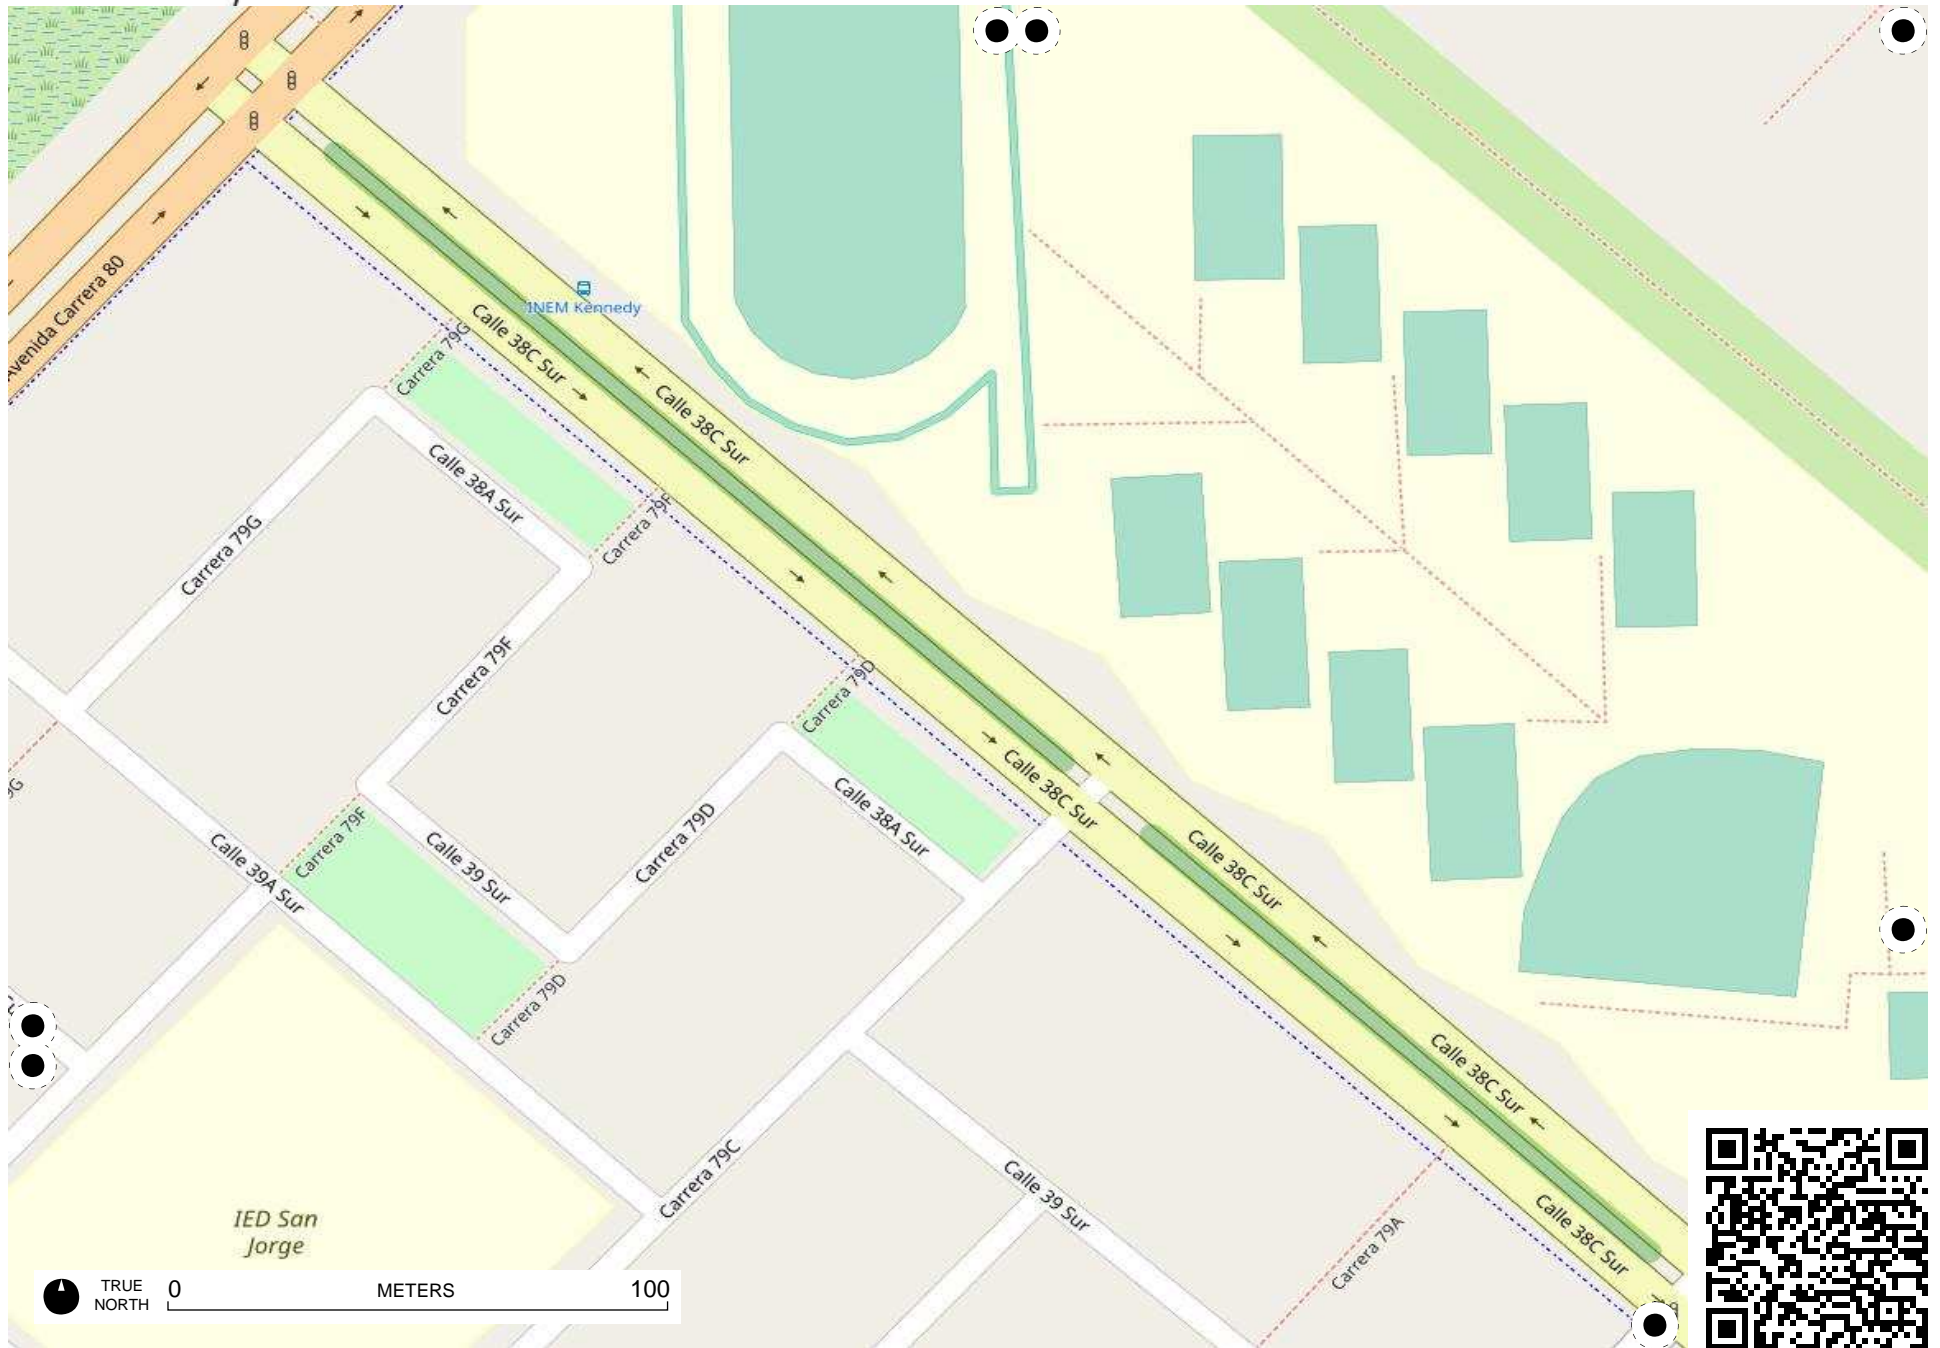 Avenida Carrera 80
INEM Kennedy
Calle 38C Sur
Carrera 79G
Calle 38C Sur
Calle 38A Sur
Carrera 79G
Carrera 79F
Carrera 79F
Carrera 79D
Calle 38C Sur
Calle 38A Sur
Carrera 79F
Calle 39 Sur
Carrera 79D
Calle 39A Sur
Calle 38C Sur
Carrera 79D
Calle 38C Sur
Carrera 79C
Calle 39 Sur
Calle 38C Sur
Carrera 79A
IED San
Jorge
TRUE
NORTH
0 METERS 100